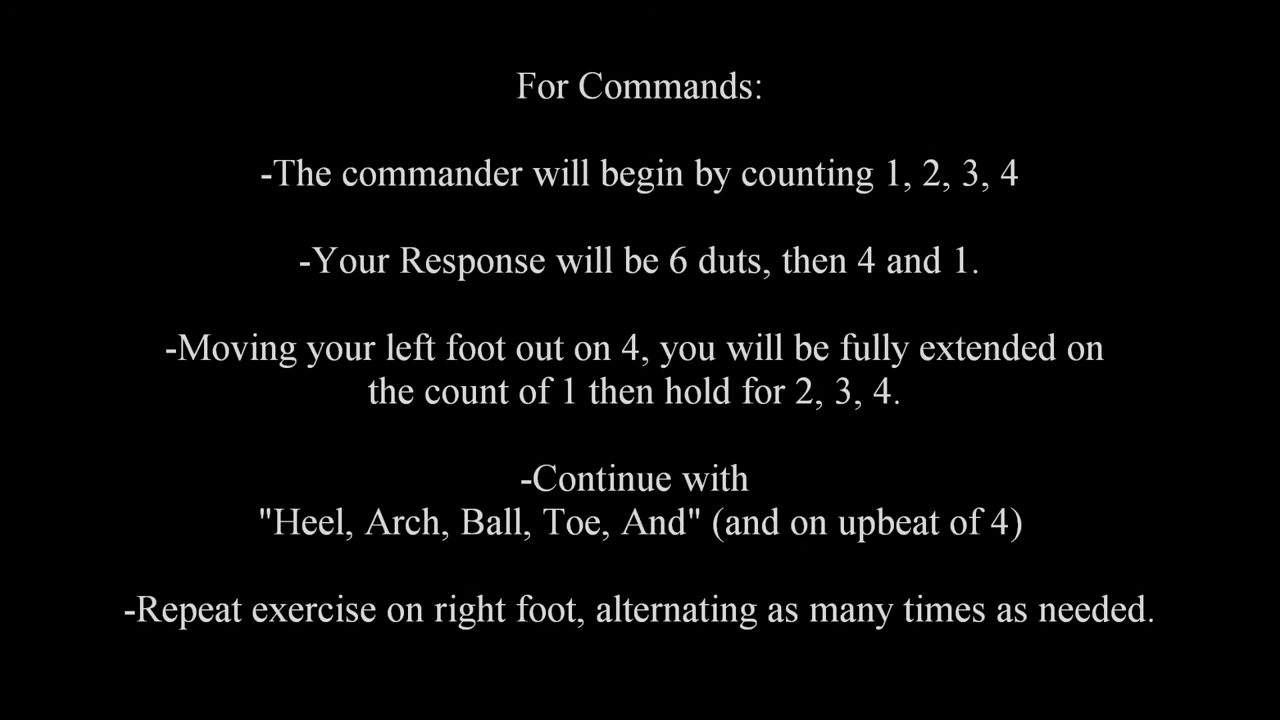 For Commands:
-The commander will begin by counting 1, 2, 3, 4
-Your Response will be 6 duts, then 4 and 1.
-Moving your left foot out on 4, you will be fully extended on
the count of 1 then hold for 2, 3, 4.
-Continue with
"Heel, Arch, Ball, Toe, And" (and on upbeat of 4)
-Repeat exercise on right foot, alternating as many times as needed.